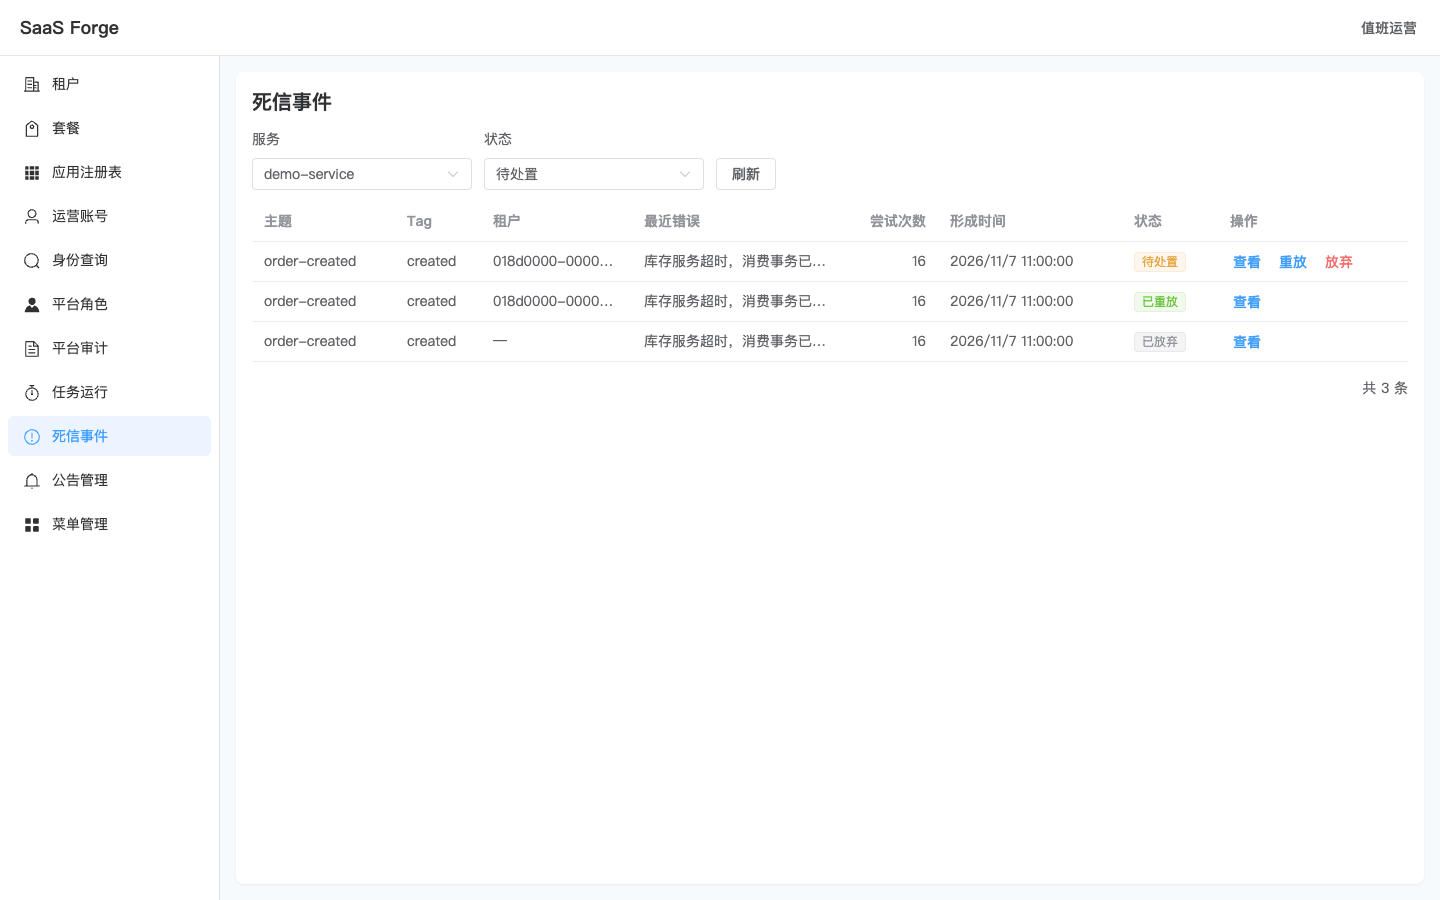 SaaS Forge
值班运营
租户
套餐
应用注册表
运营账号
身份查询
平台角色
平台审计
任务运行
死信事件
公告管理
菜单管理
死信事件
服务 状态
demo-service 待处置 刷新
主题 Tag 租户 最近错误 尝试次数 形成时间 状态 操作
order-created created 018d0000-0000... 库存服务超时，消费事务已... 16 2026/11/7 11:00:00 待处置 查看 重放 放弃
order-created created 018d0000-0000... 库存服务超时，消费事务已... 16 2026/11/7 11:00:00 已重放 查看
order-created created — 库存服务超时，消费事务已... 16 2026/11/7 11:00:00 已放弃 查看
共 3 条